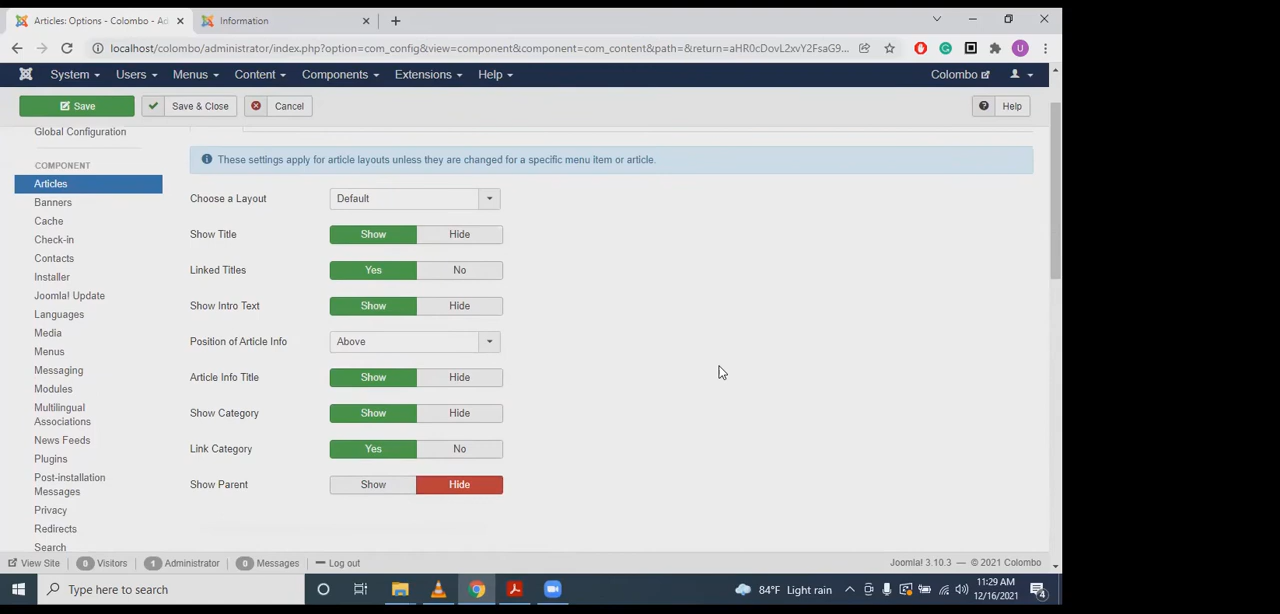 Articles: Options - Colombo - Ad
Information
localhost/colombo/administrator/index.php?option=com_config&view=component&component=com_content&path=&return=aHR0cDovL2xvY2FsaG9...
U
System Users Menus Content Components Extensions Help
Colombo
Save
Save & Close
Cancel
Help
Global Configuration
COMPONENT
Articles
Banners
Cache
Check-in
Contacts
Installer
Joomla! Update
Languages
Media
Menus
Messaging
Modules
Multilingual
Associations
News Feeds
Plugins
Post-installation
Messages
Privacy
Redirects
Search
These settings apply for article layouts unless they are changed for a specific menu item or article.
Choose a Layout Default
Show Title Show Hide
Linked Titles Yes No
Show Intro Text Show Hide
Position of Article Info Above
Article Info Title Show Hide
Show Category Show Hide
Link Category Yes No
Show Parent Show Hide
View Site 0 Visitors 1 Administrator 0 Messages Log out
Joomla! 3.10.3 — © 2021 Colombo
Type here to search
84°F Light rain
11:29 AM
12/16/2021
4